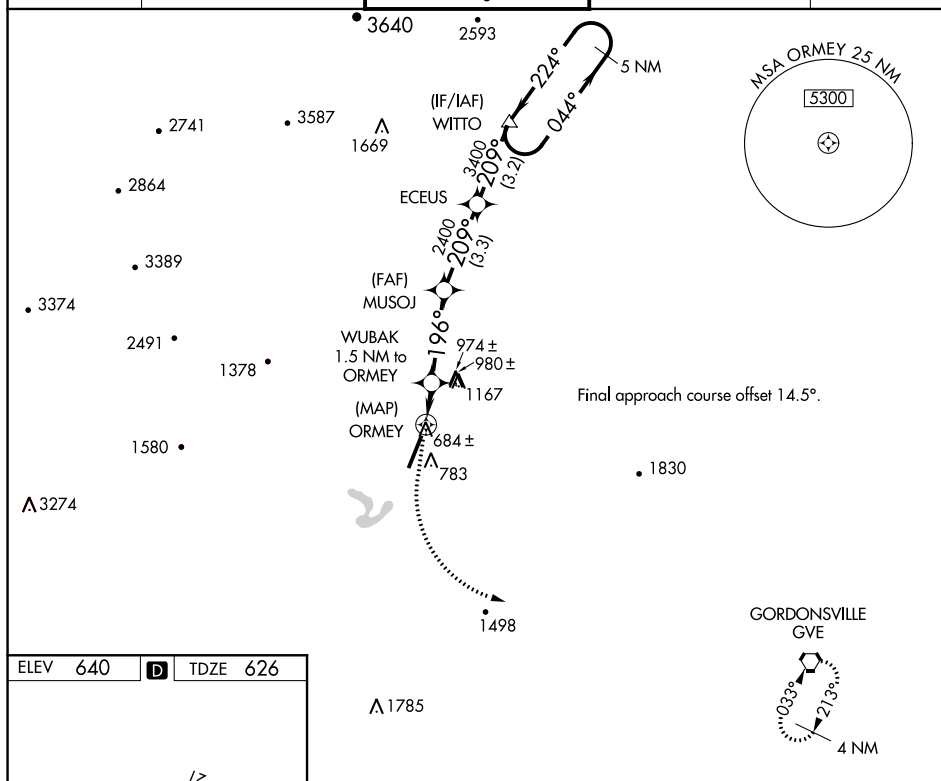 3640
2593
5 NM
224°
044°
MSA ORMEY 25 NM
5300
(IF/IAF)
WITTO
2741
3587
1669
3400
209°
(3.2)
2864
ECEUS
2400
209°
(3.3)
3389
(FAF)
MUSOJ
3374
196°
WUBAK
1.5 NM to
ORMEY
974 ±
980 ±
1167
2491
1378
Final approach course offset 14.5°.
(MAP)
ORMEY
684 ±
783
1580
1830
3274
1498
GORDONSVILLE
GVE
033°
213°
4 NM
ELEV 640
D
TDZE 626
1785